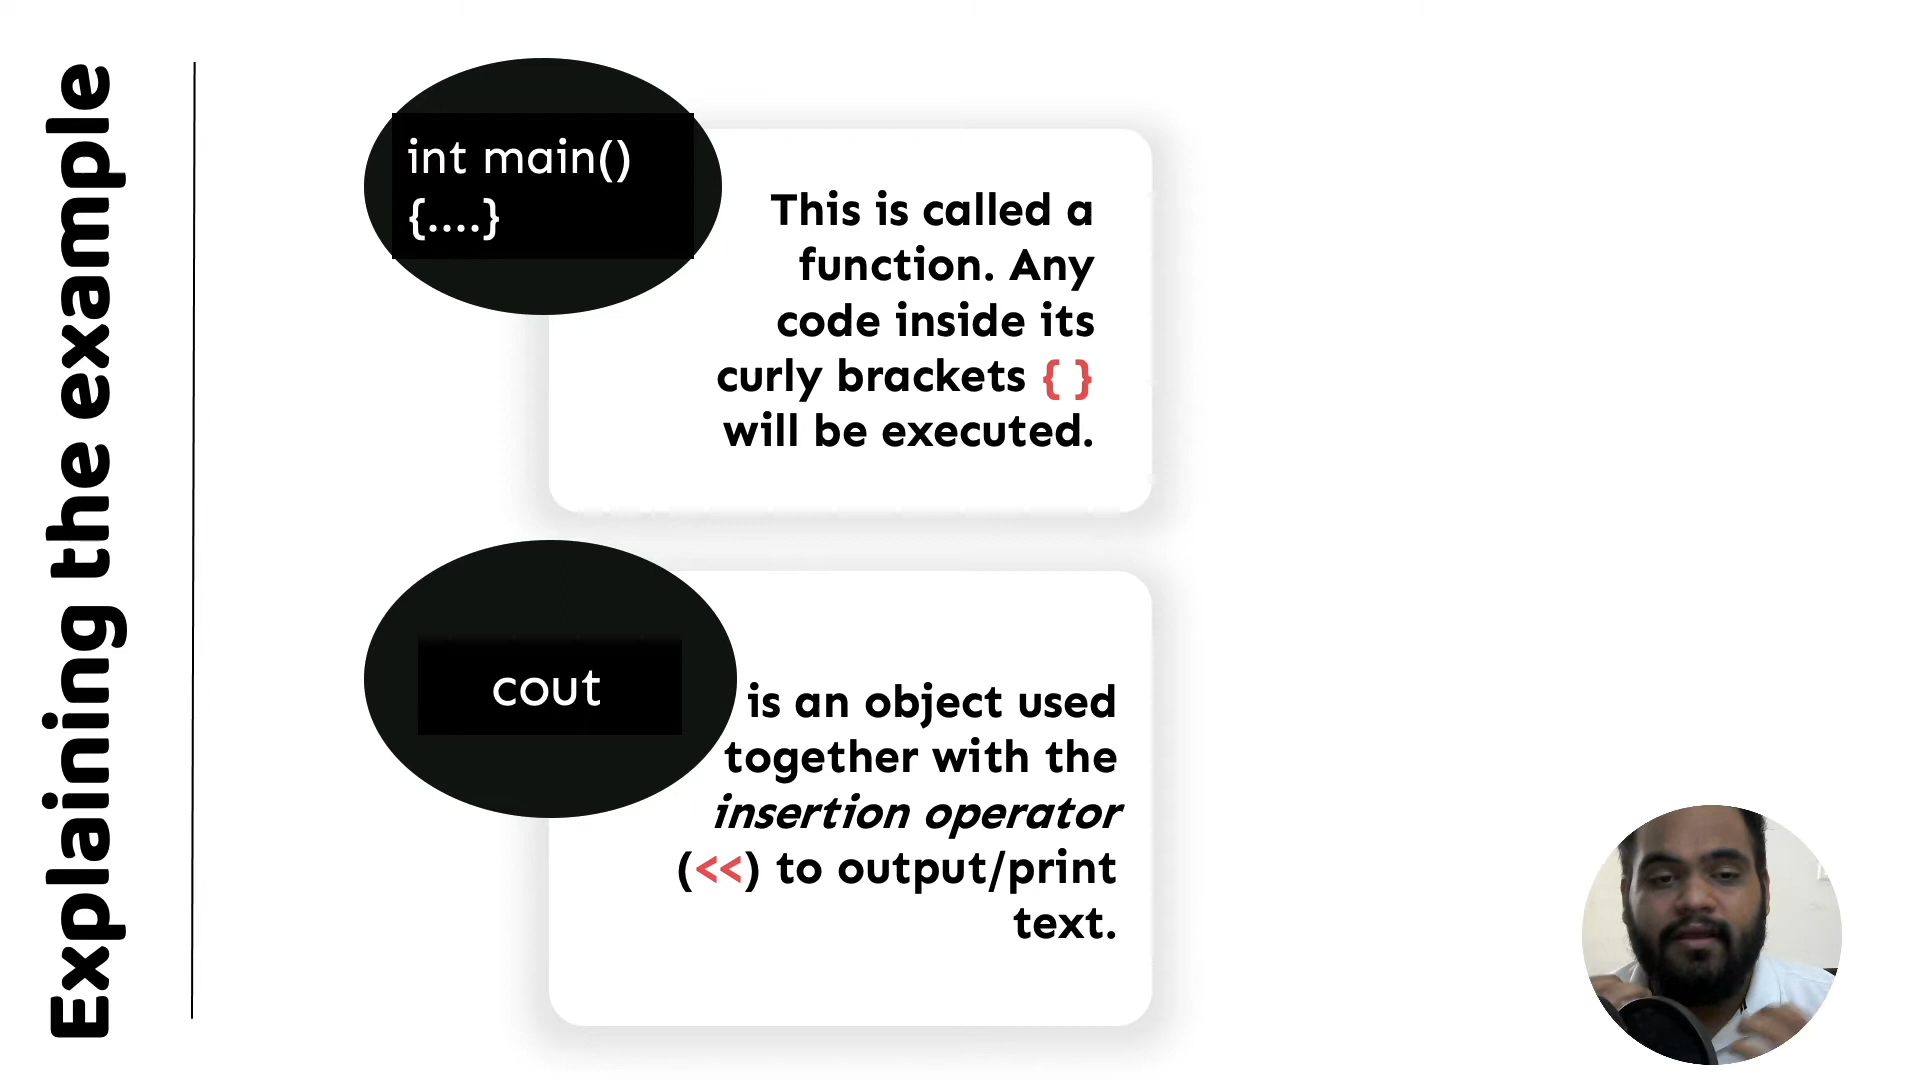 Explaining the example
int main()
{....}
This is called a
function. Any
code inside its
curly brackets { }
will be executed.
cout
is an object used
together with the
insertion operator
(<<) to output/print
text.